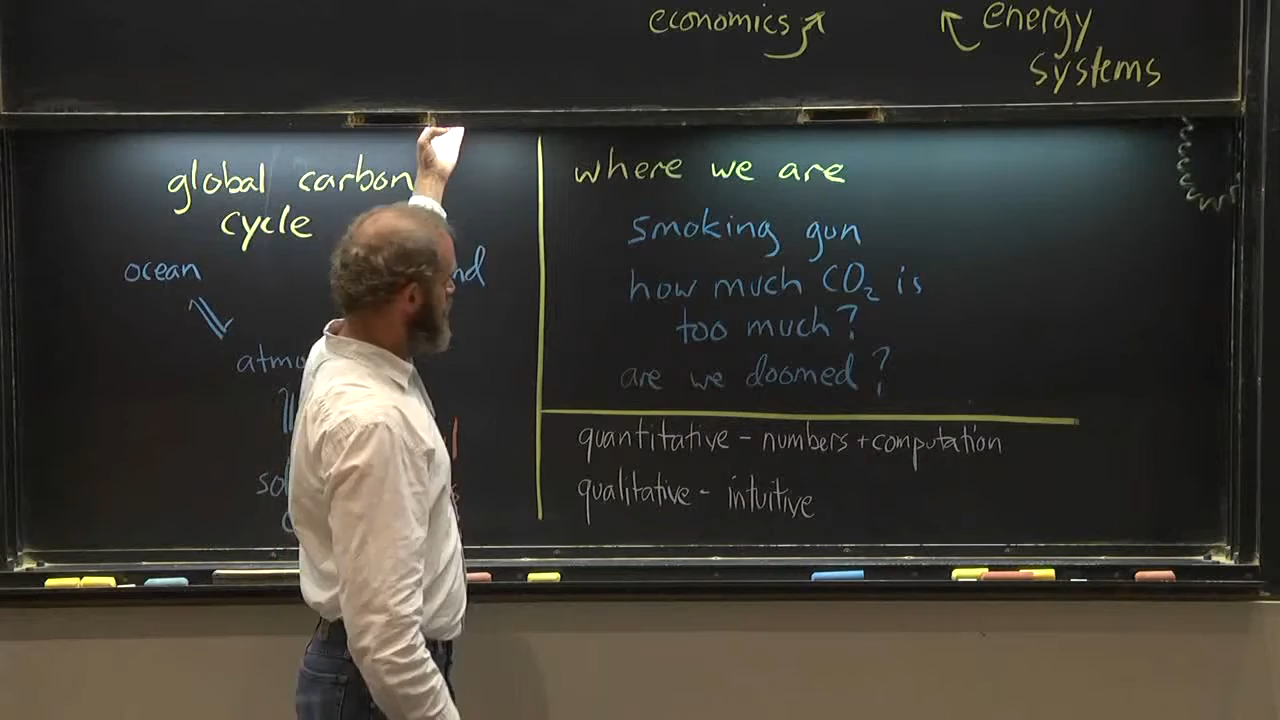 economics
energy
systems
global carbon
cycle
ocean
where we are
smoking gun
how much CO₂ is
too much?
are we doomed?
quantitative - numbers + computation
qualitative - intuitive